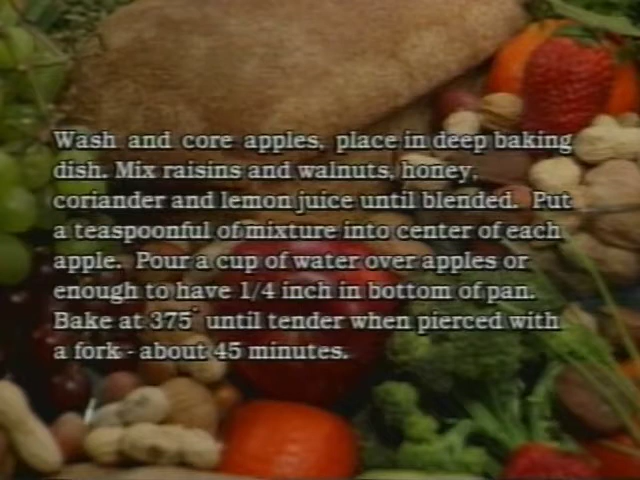 Wash and core apples, place in deep baking
dish. Mix raisins and walnuts, honey,
coriander and lemon juice until blended. Put
a teaspoonful of mixture into center of each
apple. Pour a cup of water over apples or
enough to have 1/4 inch in bottom of pan.
Bake at 375° until tender when pierced with
a fork - about 45 minutes.